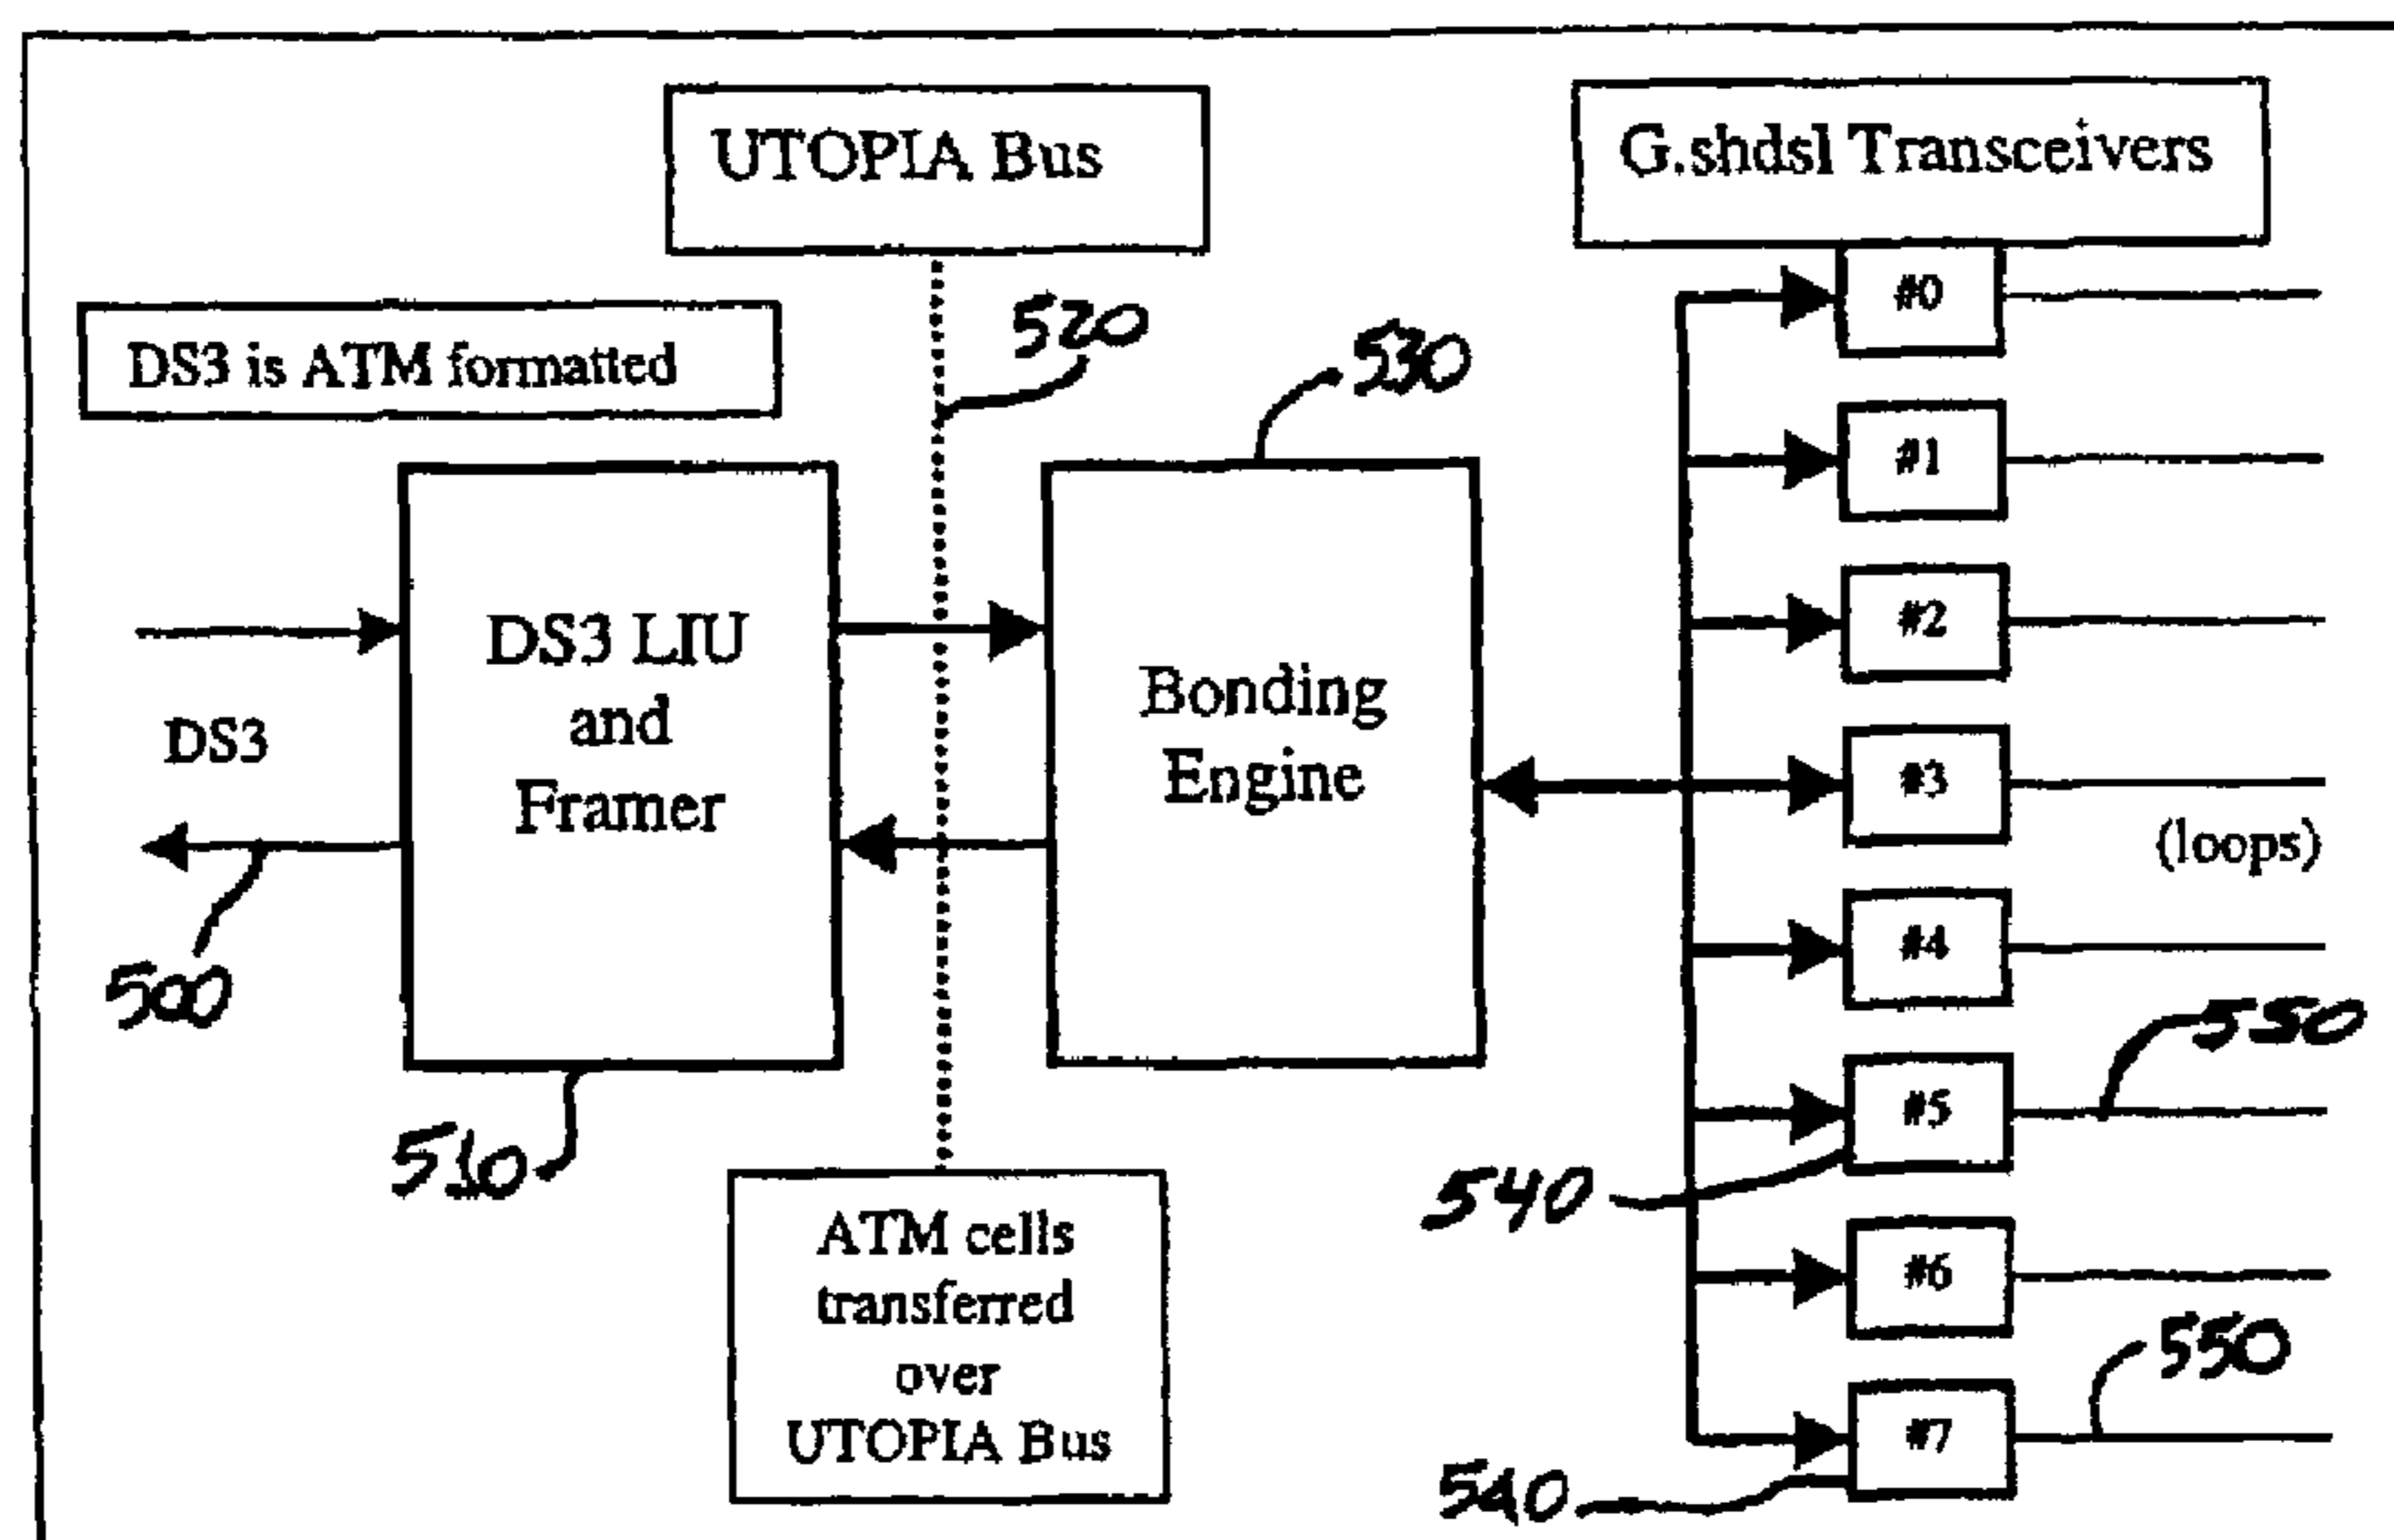 UTOPIA Bus
G.shdsl Transceivers
DS3 is ATM formatted
520
530
#0
#1
#2
#3
(loops)
#4
#5
#6
#7
DS3 LIU
and
Framer
Bonding
Engine
DS3
500
510
ATM cells
transferred
over
UTOPIA Bus
540
550
550
540